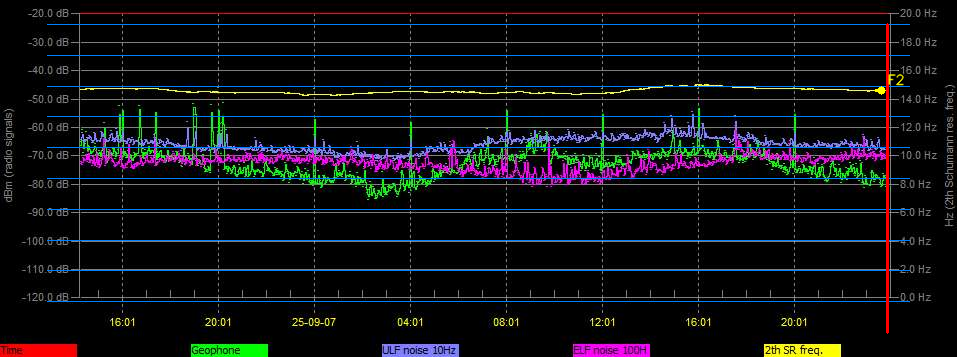 -20.0 dB 20.0 Hz
-30.0 dB 18.0 Hz
-40.0 dB 16.0 Hz
F2
-50.0 dB 14.0 Hz
-60.0 dB 12.0 Hz
-70.0 dB 10.0 Hz
-80.0 dB 8.0 Hz
-90.0 dB 6.0 Hz
-100.0 dB 4.0 Hz
-110.0 dB 2.0 Hz
-120.0 dB 0.0 Hz
dBm (radio signals)
Hz (2th Schumann res. freq.)
16:01 20:01 25-09-07 04:01 08:01 12:01 16:01 20:01
Time Geophone ULF noise 10Hz ELF noise 100H 2th SR freq.